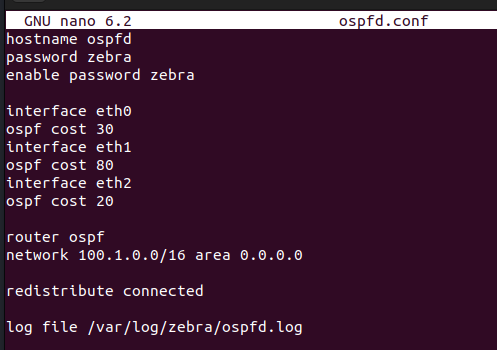 GNU nano 6.2 ospfd.conf
hostname ospfd
password zebra
enable password zebra
interface eth0
ospf cost 30
interface eth1
ospf cost 80
interface eth2
ospf cost 20
router ospf
network 100.1.0.0/16 area 0.0.0.0
redistribute connected
log file /var/log/zebra/ospfd.log